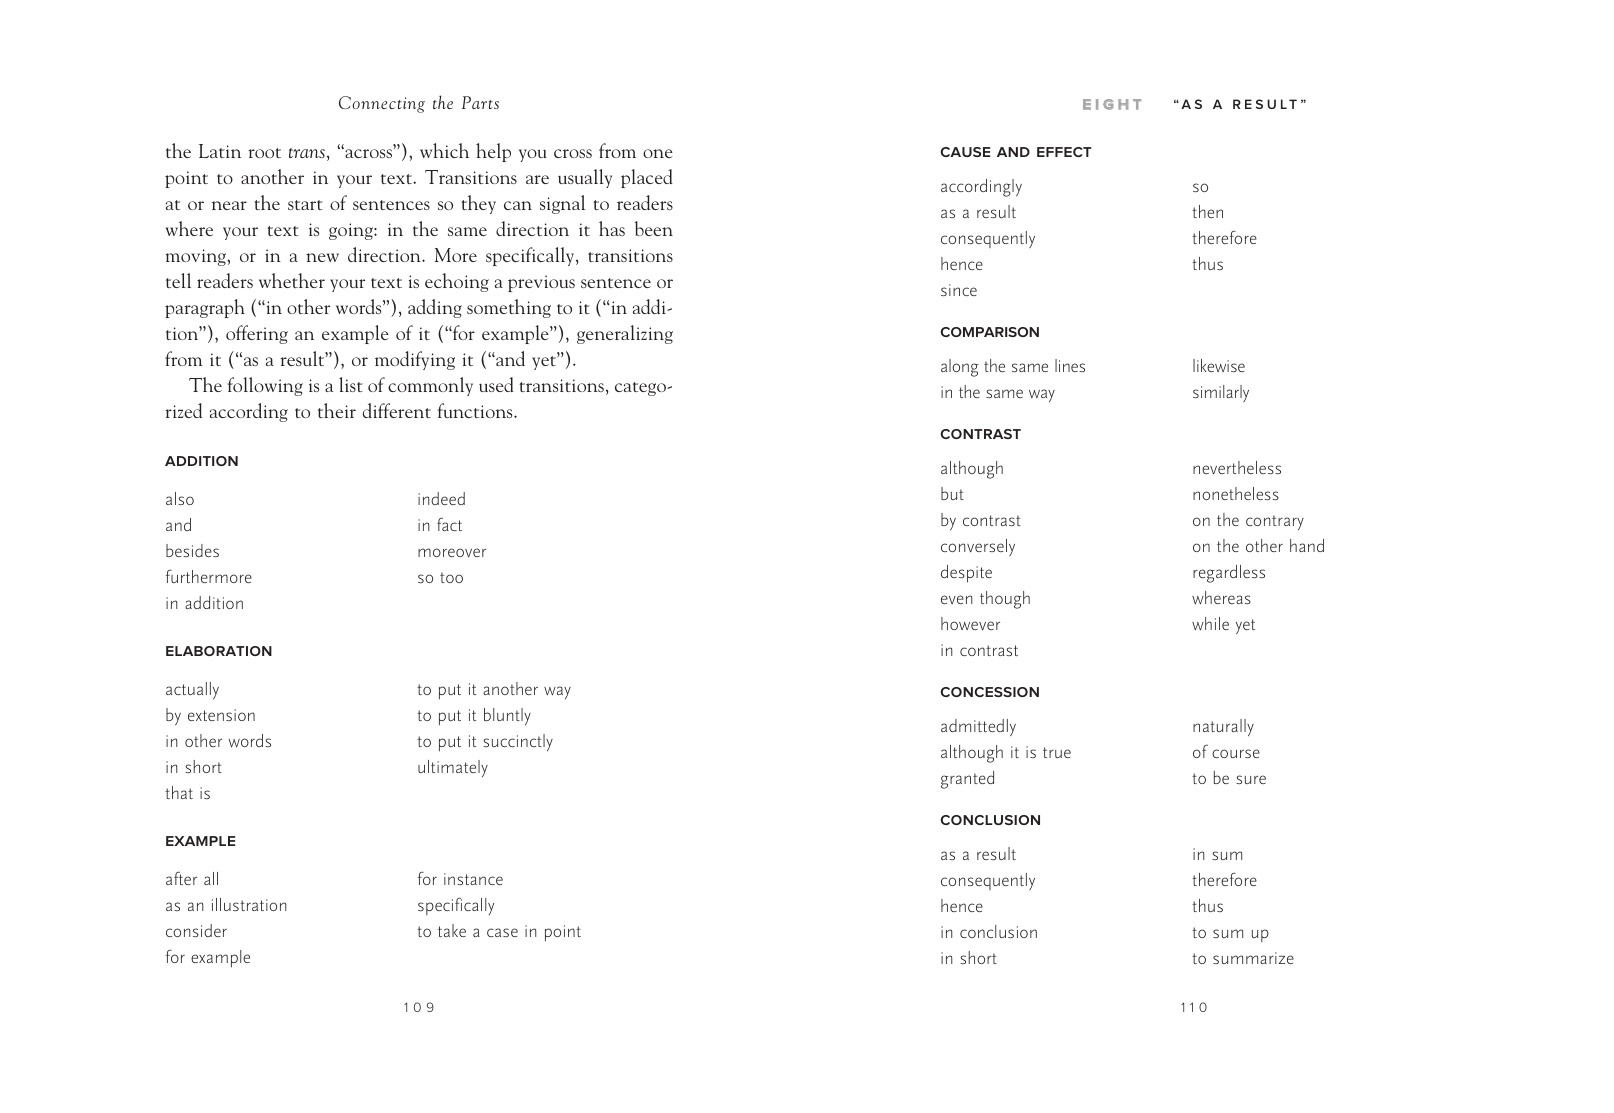 Connecting the Parts
the Latin root trans, “across”), which help you cross from one
point to another in your text. Transitions are usually placed
at or near the start of sentences so they can signal to readers
where your text is going: in the same direction it has been
moving, or in a new direction. More specifically, transitions
tell readers whether your text is echoing a previous sentence or
paragraph (“in other words”), adding something to it (“in addi-
tion”), offering an example of it (“for example”), generalizing
from it (“as a result”), or modifying it (“and yet”).
The following is a list of commonly used transitions, catego-
rized according to their different functions.
ADDITION
also
and
besides
furthermore
in addition
indeed
in fact
moreover
so too
ELABORATION
actually
by extension
in other words
in short
that is
to put it another way
to put it bluntly
to put it succinctly
ultimately
EXAMPLE
after all
as an illustration
consider
for example
for instance
specifically
to take a case in point
109
EIGHT “AS A RESULT”
CAUSE AND EFFECT
accordingly
as a result
consequently
hence
since
so
then
therefore
thus
COMPARISON
along the same lines
in the same way
likewise
similarly
CONTRAST
although
but
by contrast
conversely
despite
even though
however
in contrast
nevertheless
nonetheless
on the contrary
on the other hand
regardless
whereas
while yet
CONCESSION
admittedly
although it is true
granted
naturally
of course
to be sure
CONCLUSION
as a result
consequently
hence
in conclusion
in short
in sum
therefore
thus
to sum up
to summarize
110